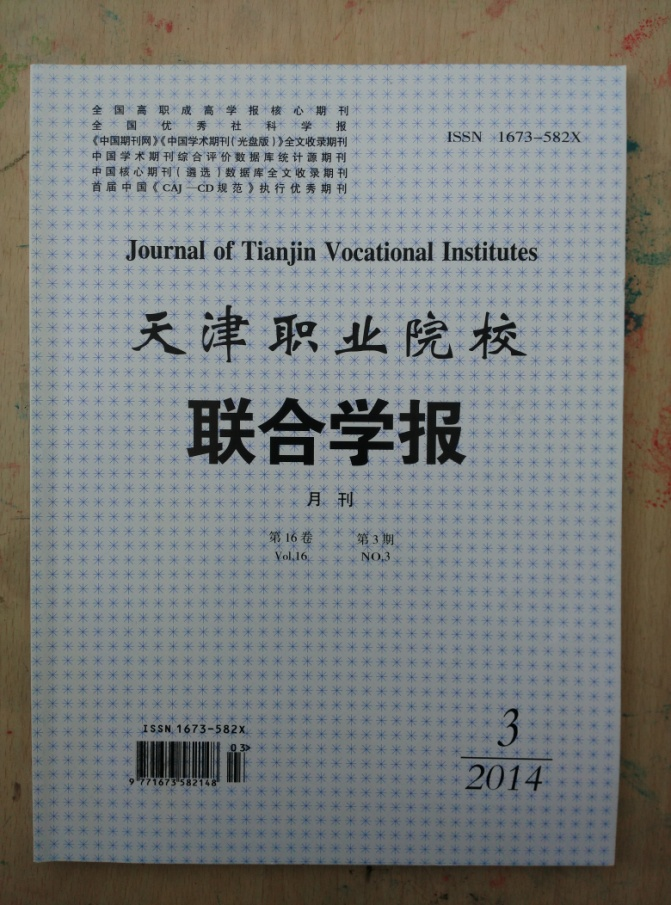 全国高职成高学报核心期刊
全国优秀社科学报
《中国期刊网》《中国学术期刊(光盘版)》全文收录期刊
中国学术期刊综合评价数据库统计源期刊
中国核心期刊(遴选)数据库全文收录期刊
首届中国《CAJ—CD规范》执行优秀期刊
ISSN 1673-582X
Journal of Tianjin Vocational Institutes
天津职业院校
联合学报
月刊
第16卷 第3期
Vol.16 NO.3
ISSN 1673-582X
03>
9 771673 582148
3
2014